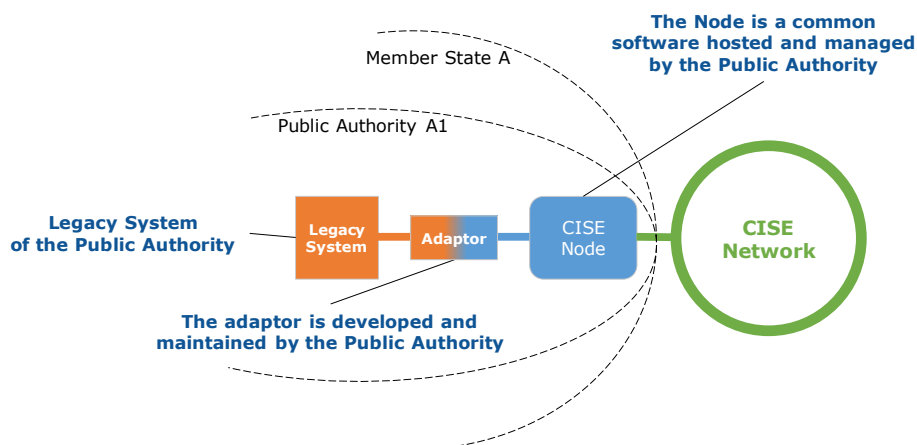 The Node is a common
software hosted and managed
by the Public Authority
Member State A
Public Authority A1
Legacy System
of the Public Authority
Legacy
System
Adaptor
CISE
Node
CISE
Network
The adaptor is developed and
maintained by the Public Authority